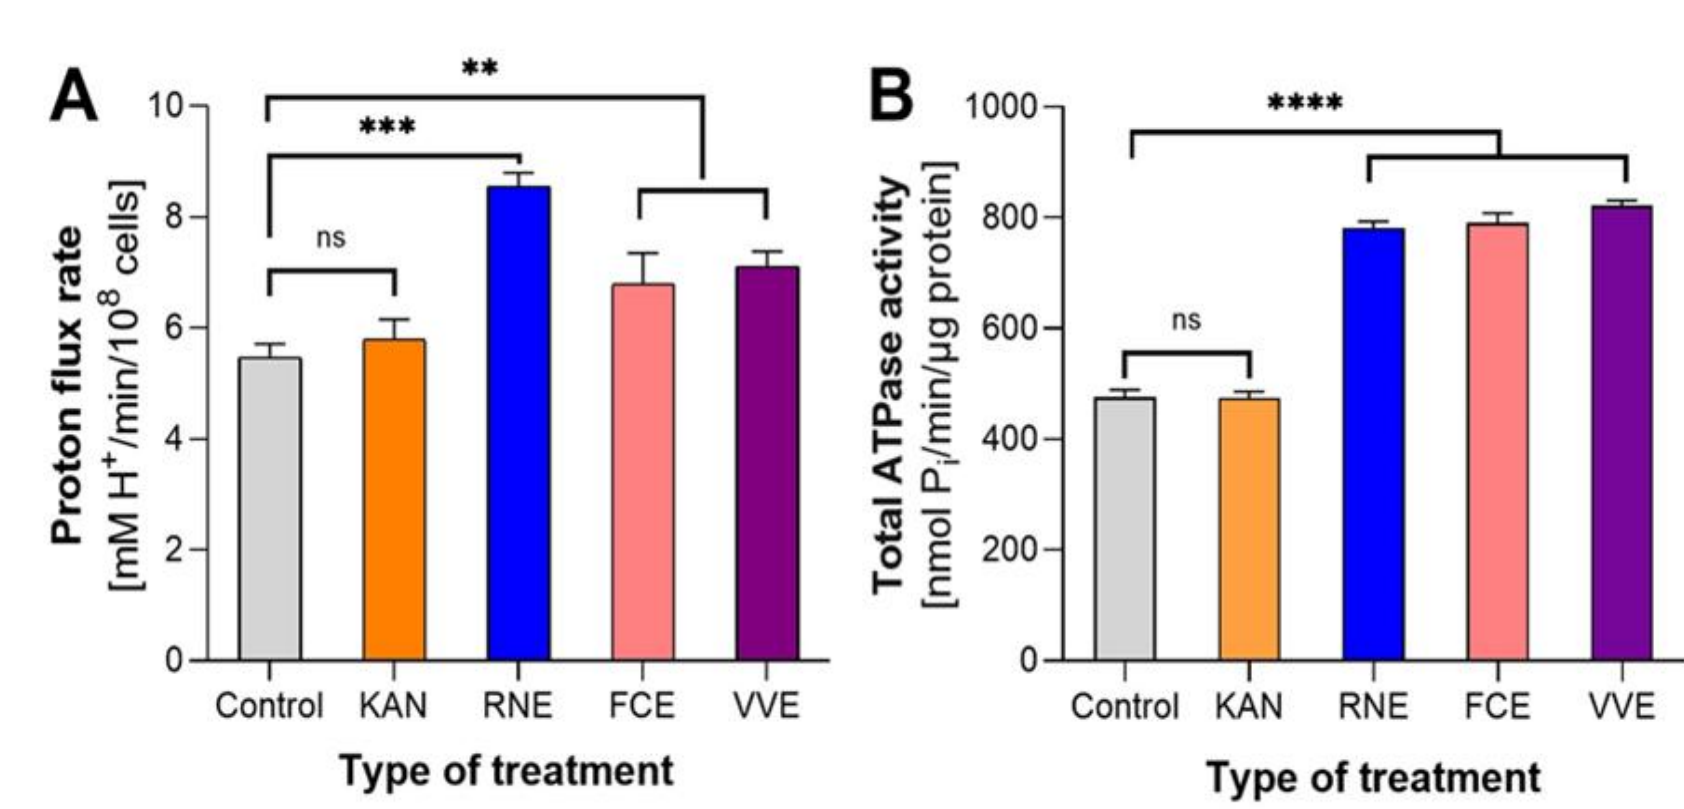 A
Proton flux rate
[mM H⁺/min/10⁸ cells]
10
8
6
4
2
0
**
***
ns
Control KAN RNE FCE VVE
Type of treatment
B
Total ATPase activity
[nmol Pᵢ/min/µg protein]
1000
800
600
400
200
0
****
ns
Control KAN RNE FCE VVE
Type of treatment